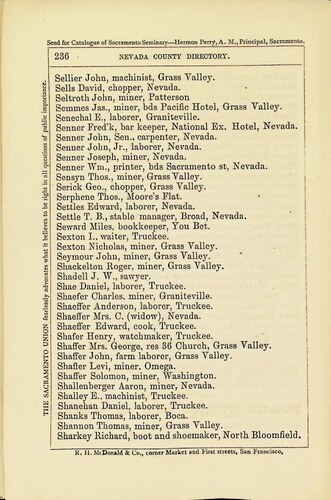 Send for Catalogue of Sacramento Seminary—Hermon Perry, A. M., Principal, Sacramento.
236 NEVADA COUNTY DIRECTORY.
Sellier John, machinist, Grass Valley.
Sells David, chopper, Nevada.
Seltroth John, miner, Patterson
Semmes Jas., miner, bds Pacific Hotel, Grass Valley.
Senechal E., laborer, Graniteville.
Senner Fred'k, bar keeper, National Ex. Hotel, Nevada.
Senner John, Sen., carpenter, Nevada.
Senner John, Jr., laborer, Nevada.
Senner Joseph, miner, Nevada.
Senner Wm., printer, bds Sacramento st, Nevada.
Sensyn Thos., miner, Grass Valley.
Serick Geo., chopper, Grass Valley.
Serphene Thos., Moore's Flat.
Settles Edward, laborer, Nevada.
Settle T. B., stable manager, Broad, Nevada.
Seward Miles, bookkeeper, You Bet.
Sexton I., waiter, Truckee.
Sexton Nicholas, miner, Grass Valley.
Seymour John, miner, Grass Valley.
Shackelton Roger, miner, Grass Valley.
Shadell J. W., sawyer.
Shae Daniel, laborer, Truckee.
Shaefer Charles, miner, Graniteville.
Shaeffer Anderson, laborer, Truckee.
Shaeffer Mrs. C. (widow), Nevada.
Shaeffer Edward, cook, Truckee.
Shafer Henry, watchmaker, Truckee.
Shaffer Mrs. George, res 36 Church, Grass Valley.
Shaffer John, farm laborer, Grass Valley.
Shaffer Levi, miner, Omega.
Shaffer Solomon, miner, Washington.
Shallenberger Aaron, miner, Nevada.
Shalley E., machinist, Truckee.
Shanehan Daniel, laborer, Truckee.
Shanks Thomas, laborer, Boca.
Shannon Thomas, miner, Grass Valley.
Sharkey Richard, boot and shoemaker, North Bloomfield.
THE SACRAMENTO UNION fearlessly advocates what it believes to be right in all questions of public importance.
R. H. McDonald & Co., corner Market and First streets, San Francisco,